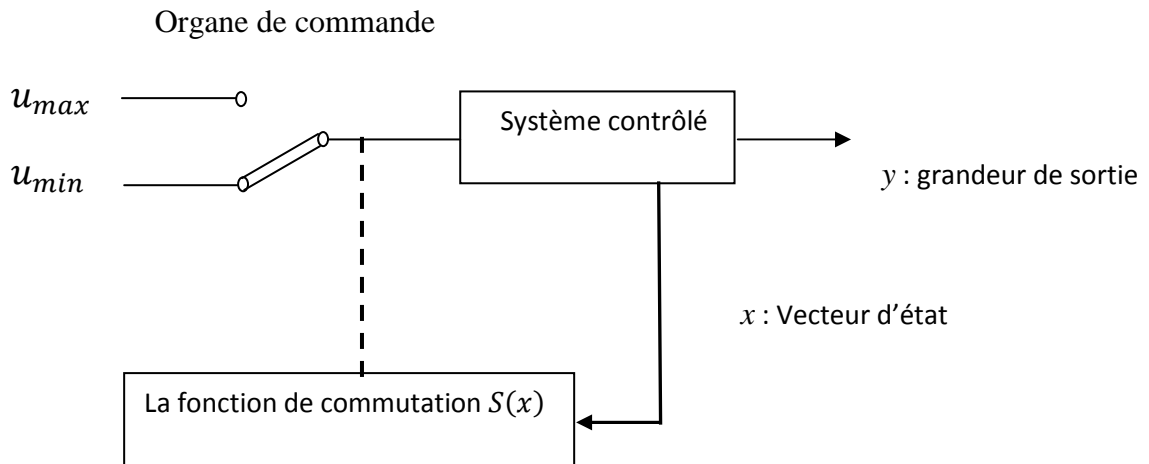 Organe de commande
u_max
Système contrôlé
u_min
y : grandeur de sortie
x : Vecteur d’état
La fonction de commutation S(x)